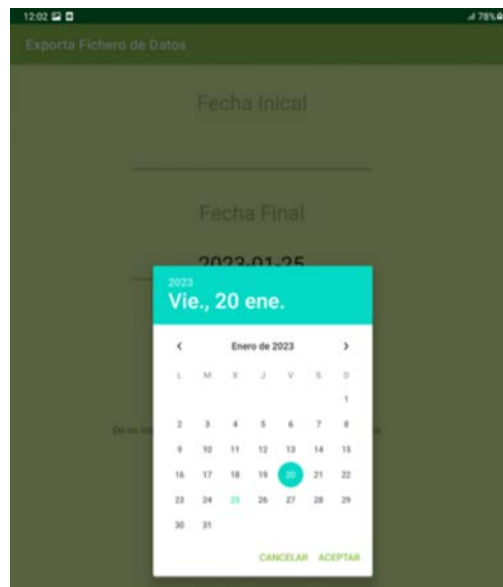 12:02
78%
Exporta Fichero de Datos
Fecha Inical
Fecha Final
2023-01-25
2023
Vie., 20 ene.
Enero de 2023
L M X J V S D
1
2 3 4 5 6 7 8
9 10 11 12 13 14 15
16 17 18 19 20 21 22
23 24 25 26 27 28 29
30 31
De no
CANCELAR ACEPTAR